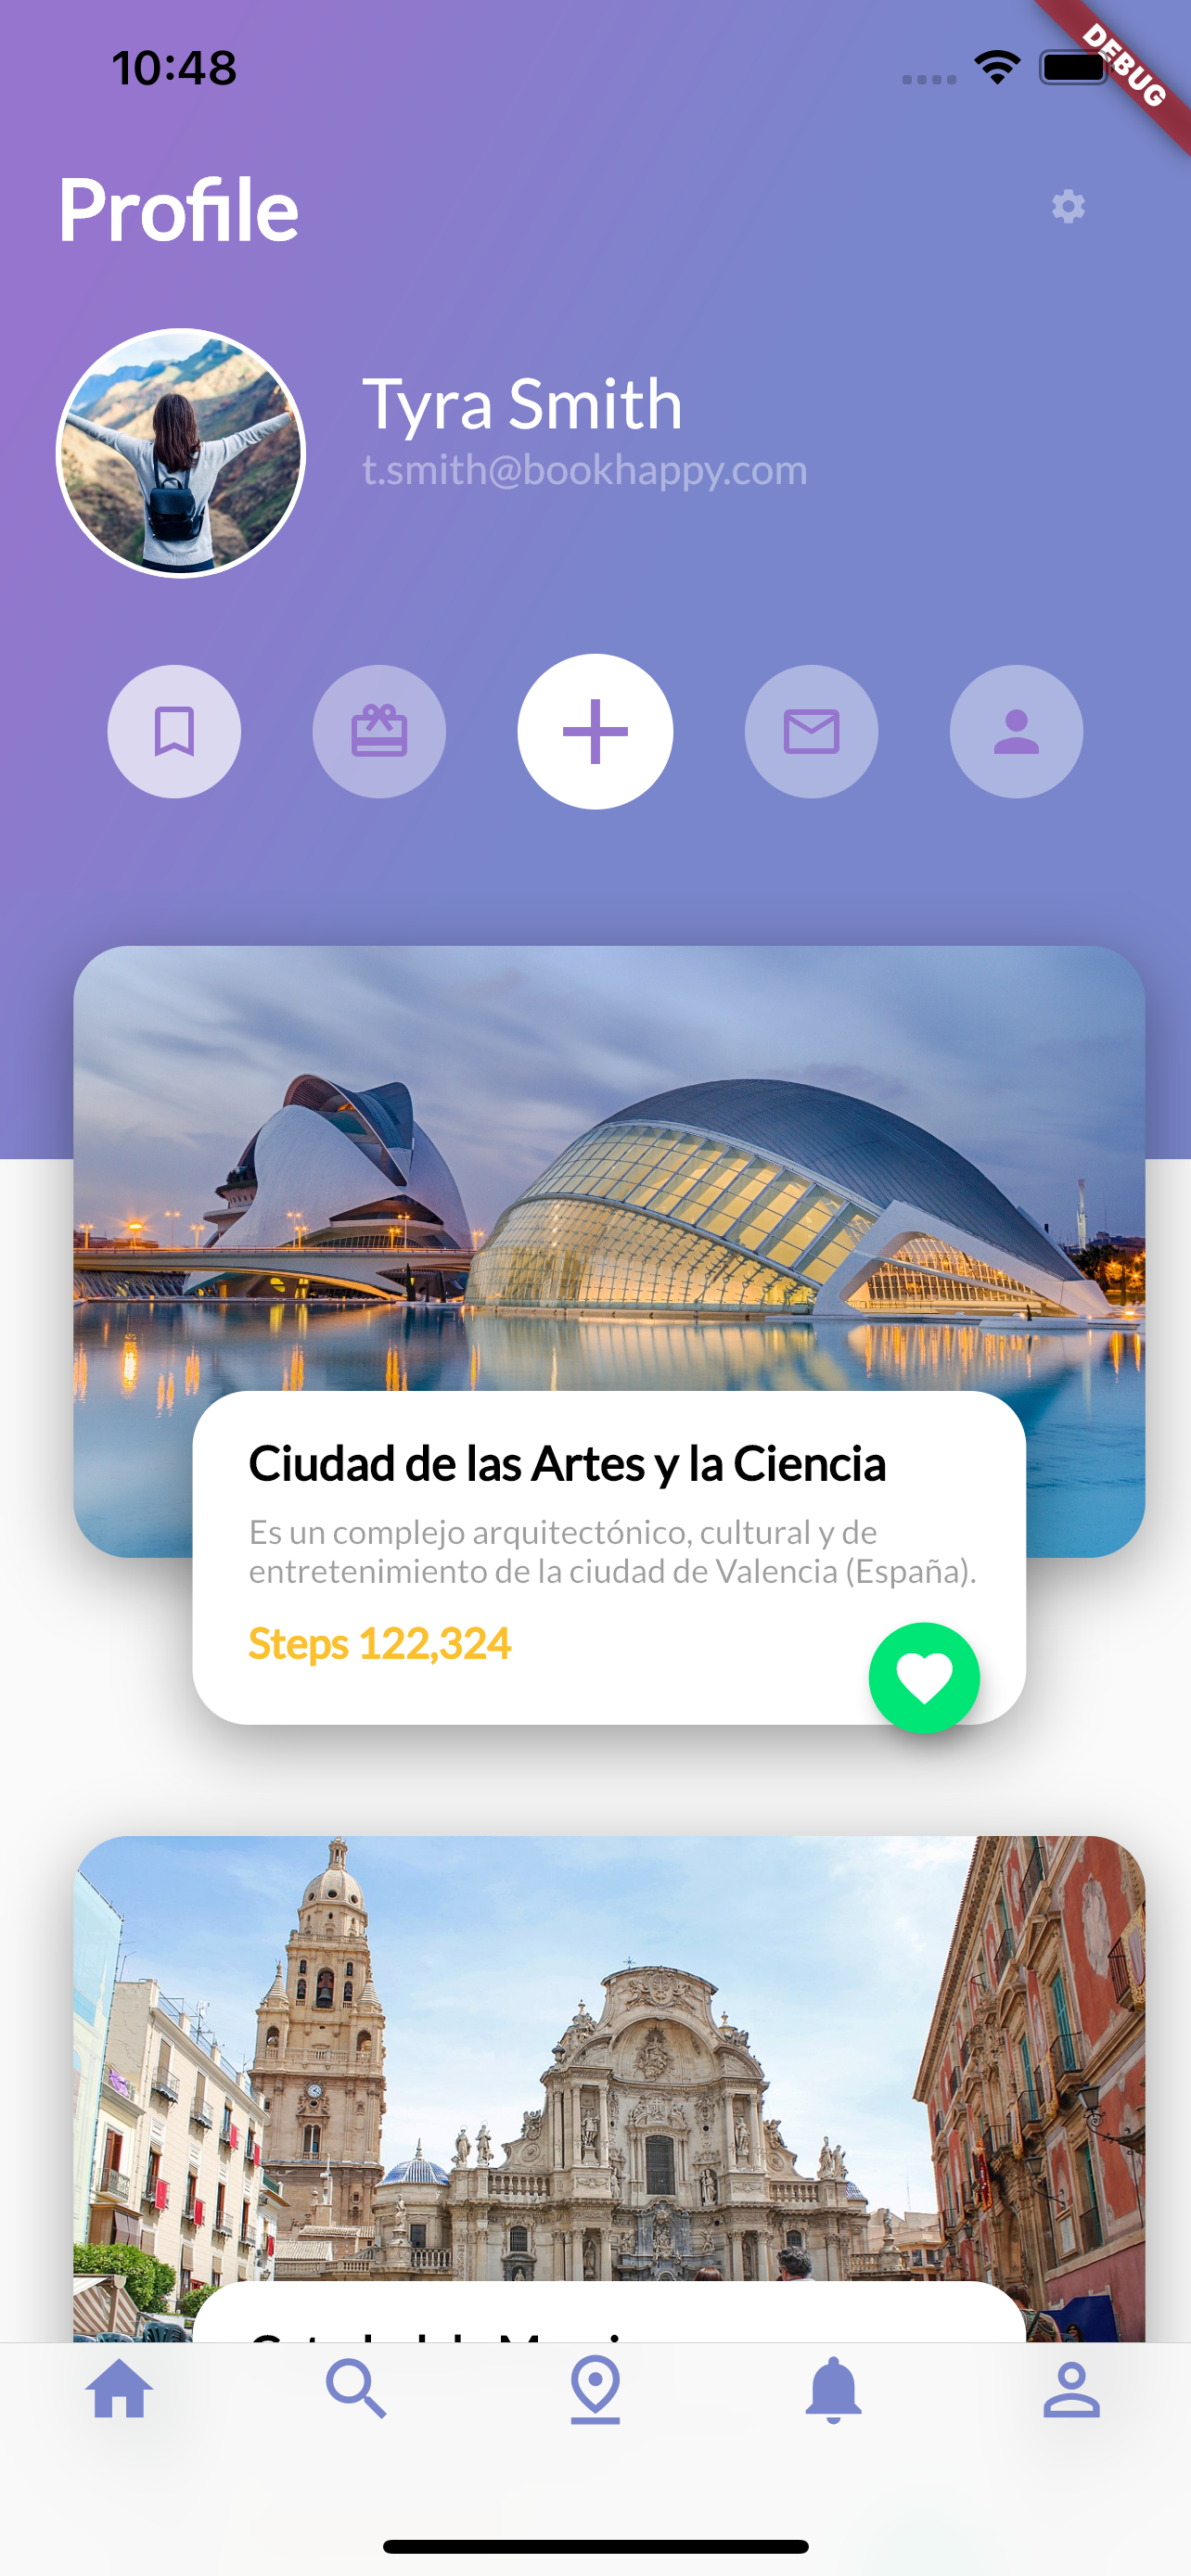 10:48
DEBUG
Profile
Tyra Smith
t.smith@bookhappy.com
Ciudad de las Artes y la Ciencia
Es un complejo arquitectónico, cultural y de
entretenimiento de la ciudad de Valencia (España).
Steps 122,324